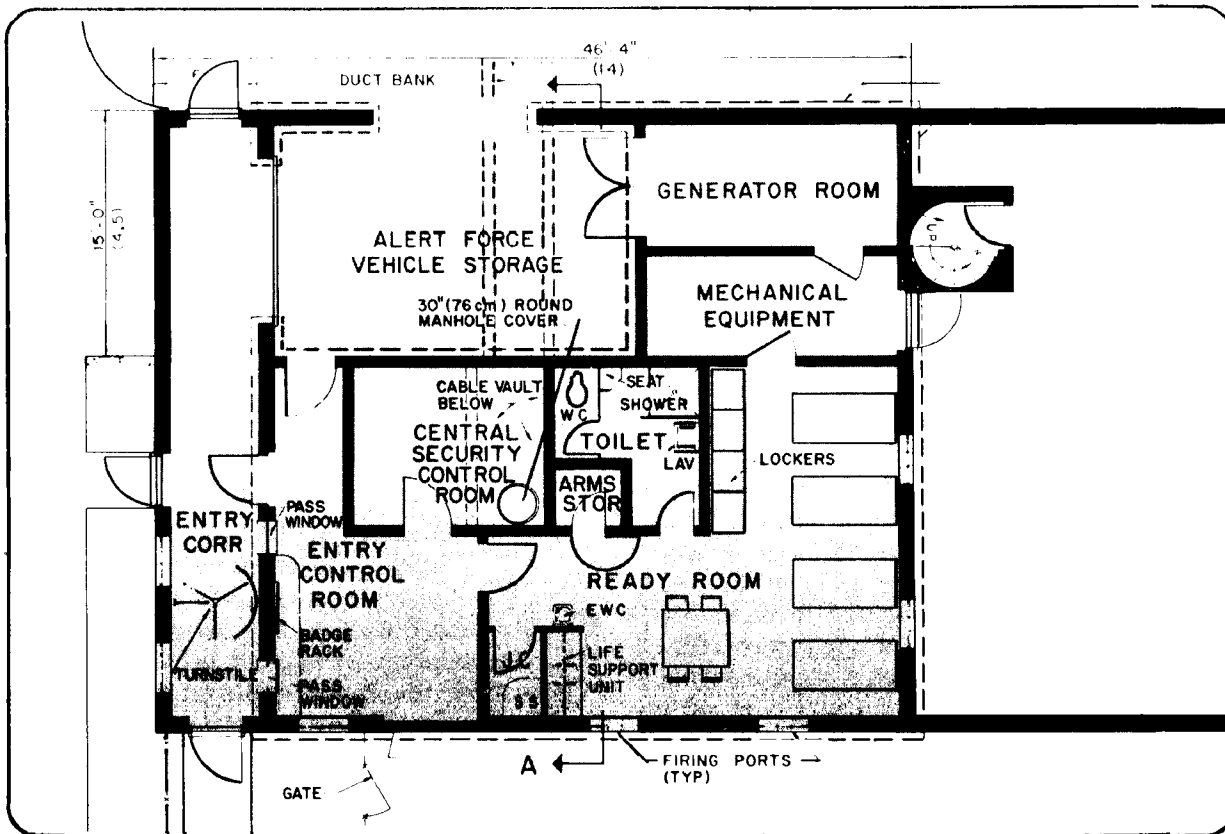 46'-4"
(14)
DUCT BANK
15'-0"
(4.5)
GENERATOR ROOM
UP
ALERT FORCE
VEHICLE STORAGE
30"(76cm) ROUND
MANHOLE COVER
MECHANICAL
EQUIPMENT
CABLE VAULT
BELOW
SEAT
SHOWER
WC
CENTRAL
SECURITY
CONTROL
ROOM
TOILET
LAV
LOCKERS
ARMS
STOR
PASS
WINDOW
ENTRY
CORR
ENTRY
CONTROL
ROOM
READY ROOM
EWC
BADGE
RACK
J.C.
LIFE
SUPPORT
UNIT
TURNSTILE
PASS
WINDOW
SS
A
FIRING PORTS
(TYP)
GATE